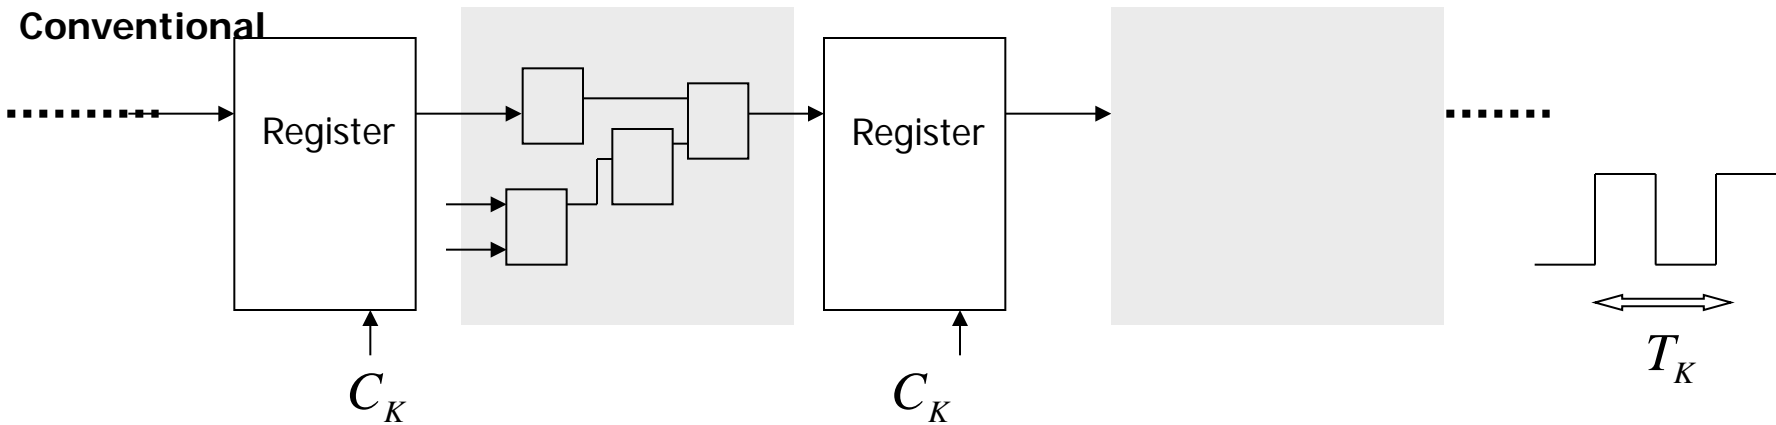 Conventional
Register
Register
C_K
C_K
T_K